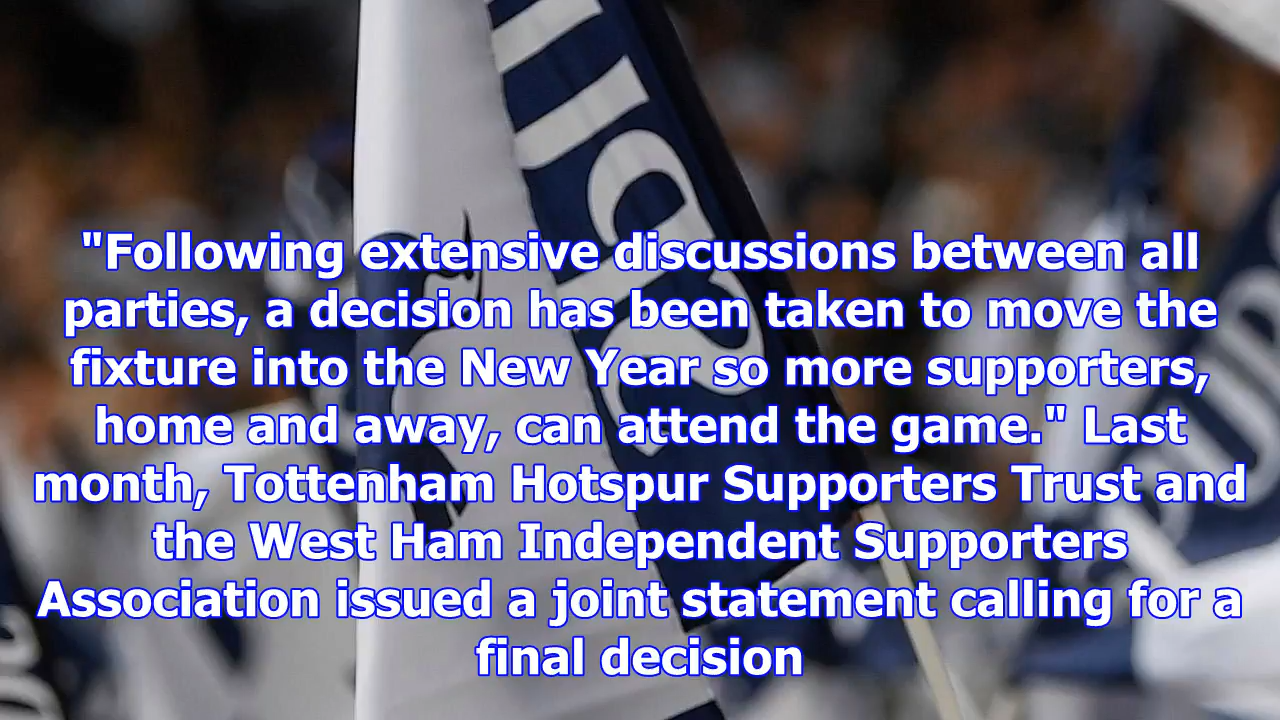 "Following extensive discussions between all
parties, a decision has been taken to move the
fixture into the New Year so more supporters,
home and away, can attend the game." Last
month, Tottenham Hotspur Supporters Trust and
the West Ham Independent Supporters
Association issued a joint statement calling for a
final decision